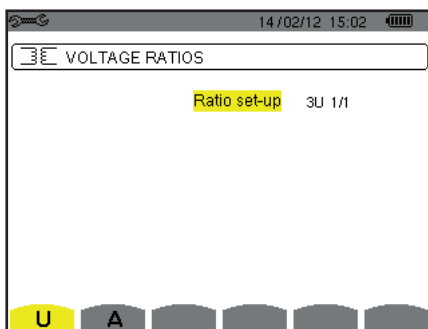 14/02/12 15:02
VOLTAGE RATIOS
Ratio set-up 3U 1/1
U A